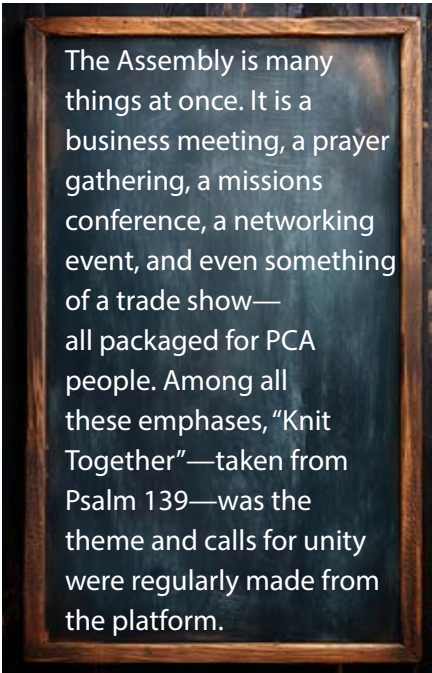 The Assembly is many
things at once. It is a
business meeting, a prayer
gathering, a missions
conference, a networking
event, and even something
of a trade show—
all packaged for PCA
people. Among all
these emphases, “Knit
Together”—taken from
Psalm 139—was the
theme and calls for unity
were regularly made from
the platform.